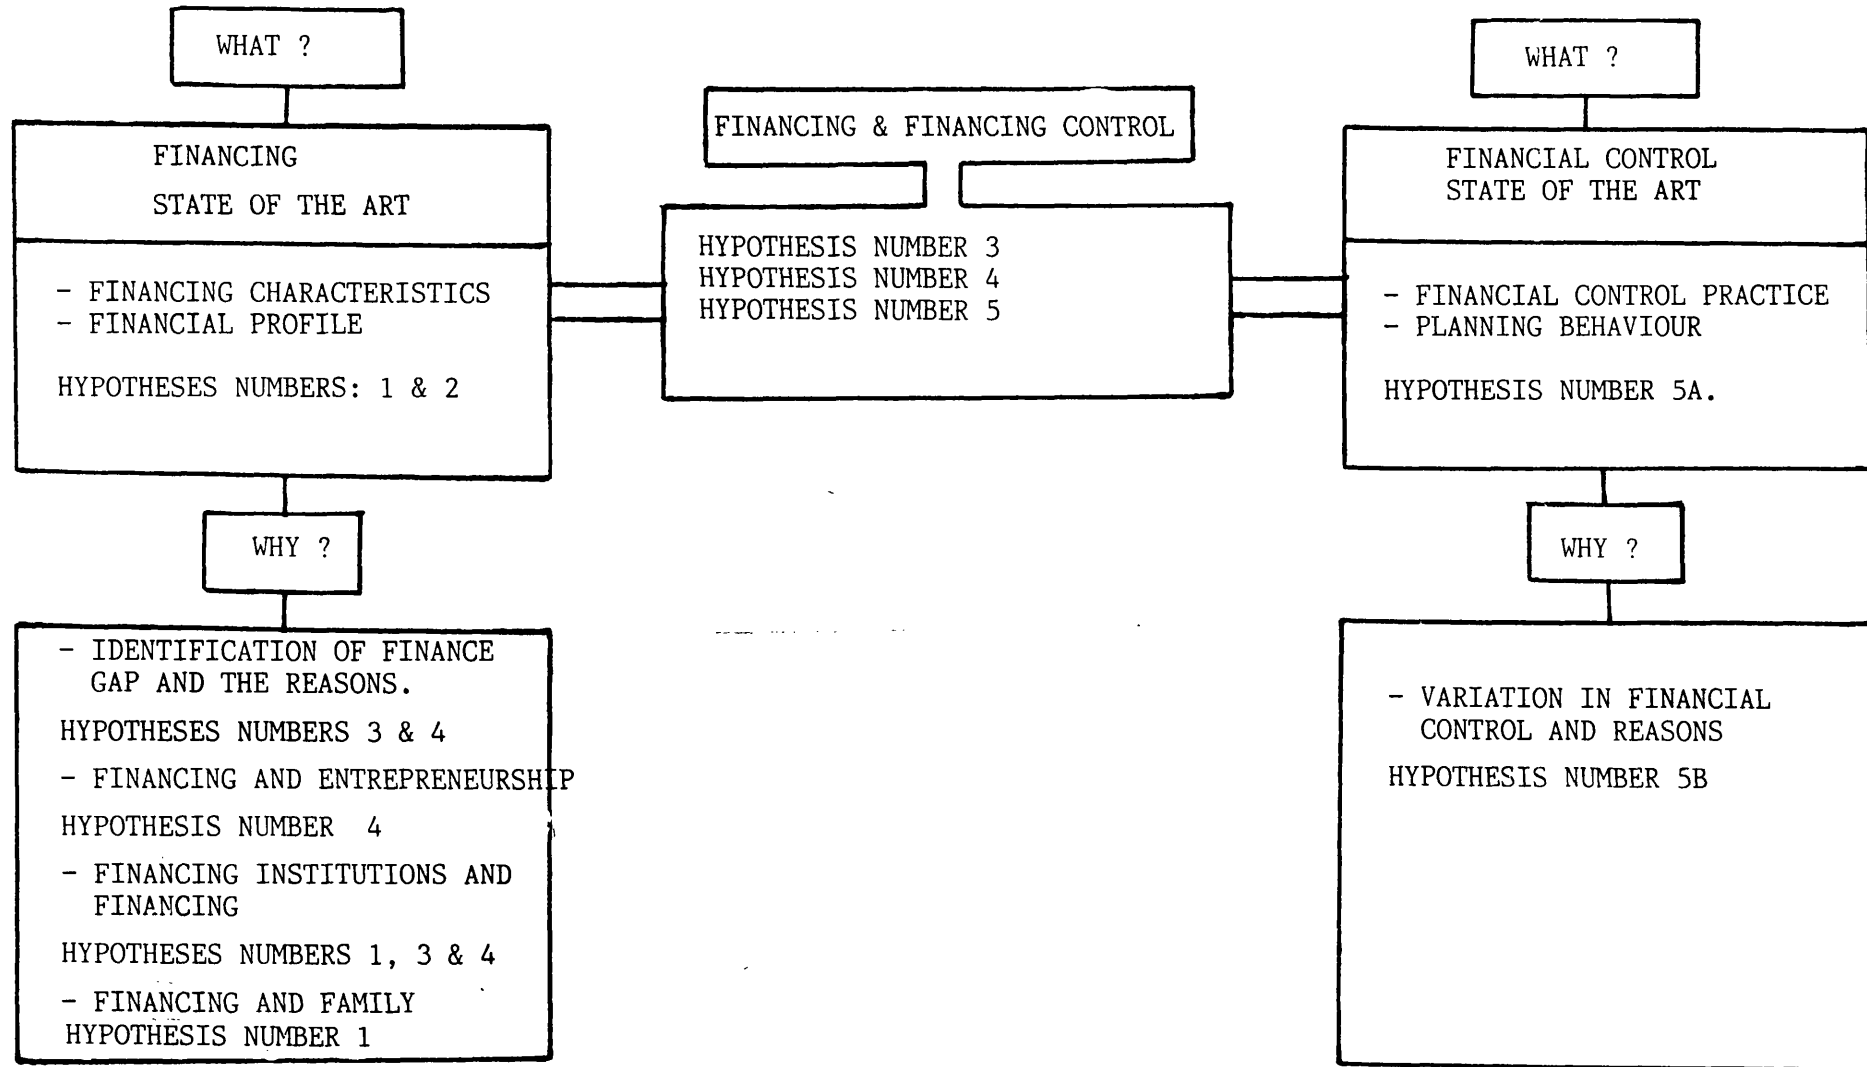 WHAT ?
FINANCING
STATE OF THE ART
- FINANCING CHARACTERISTICS
- FINANCIAL PROFILE
HYPOTHESES NUMBERS: 1 & 2
WHY ?
- IDENTIFICATION OF FINANCE
GAP AND THE REASONS.
HYPOTHESES NUMBERS 3 & 4
- FINANCING AND ENTREPRENEURSHIP
HYPOTHESIS NUMBER 4
- FINANCING INSTITUTIONS AND
FINANCING
HYPOTHESES NUMBERS 1, 3 & 4
- FINANCING AND FAMILY
HYPOTHESIS NUMBER 1
FINANCING & FINANCING CONTROL
HYPOTHESIS NUMBER 3
HYPOTHESIS NUMBER 4
HYPOTHESIS NUMBER 5
WHAT ?
FINANCIAL CONTROL
STATE OF THE ART
- FINANCIAL CONTROL PRACTICE
- PLANNING BEHAVIOUR
HYPOTHESIS NUMBER 5A.
WHY ?
- VARIATION IN FINANCIAL
CONTROL AND REASONS
HYPOTHESIS NUMBER 5B